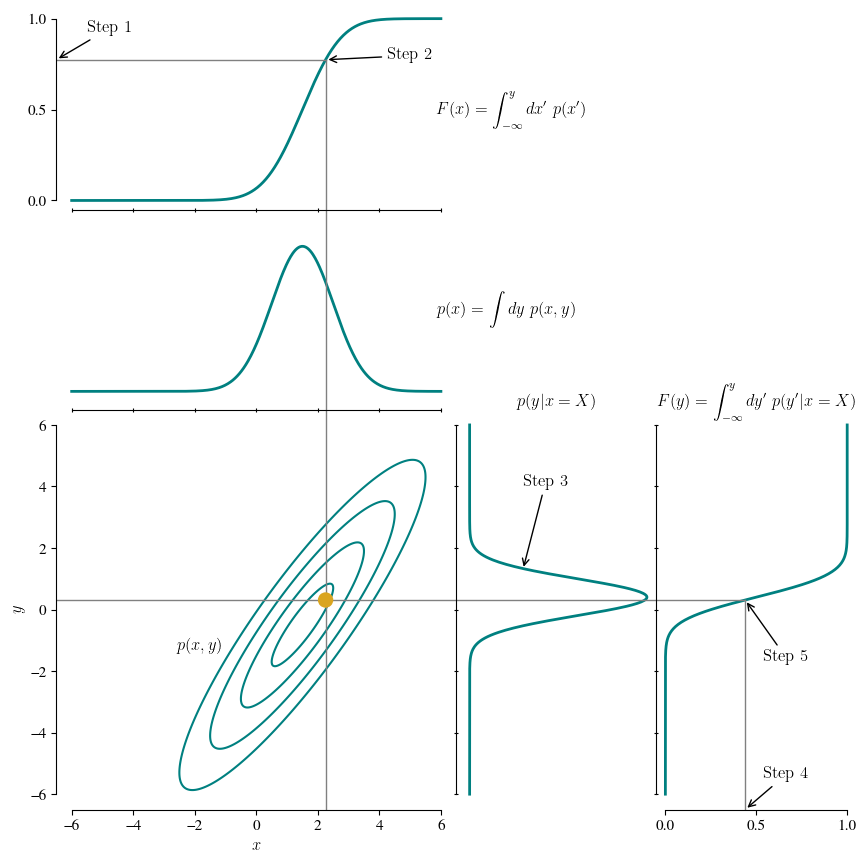 Step 1
1.0
Step 2
0.5
F(x) = ∫_{-∞}^{y} dx′ p(x′)
0.0
p(x) = ∫ dy p(x, y)
p(y|x = X)
F(y) = ∫_{-∞}^{y} dy′ p(y′|x = X)
6
4
Step 3
2
0
y
p(x, y)
Step 5
−2
−4
Step 4
−6
−6 −4 −2 0 2 4 6
0.0 0.5 1.0
x